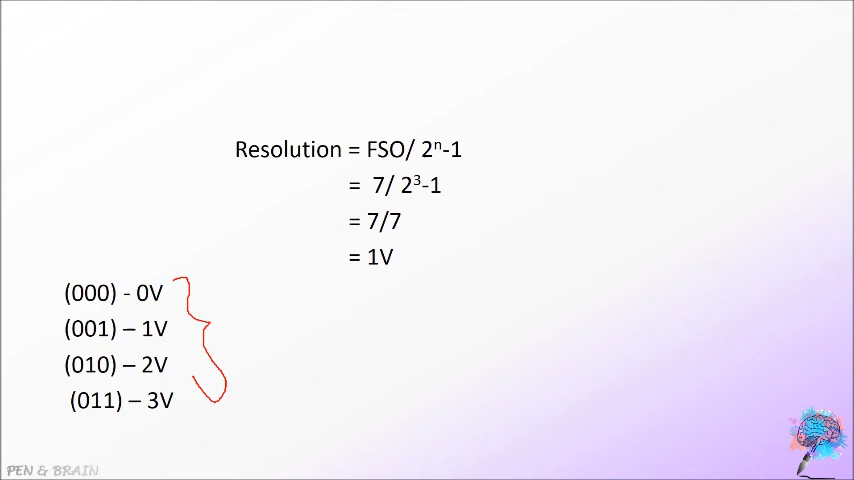 Resolution = FSO/ 2ⁿ-1
= 7/ 2³-1
= 7/7
= 1V
(000) - 0V
(001) – 1V
(010) – 2V
(011) – 3V
PEN & BRAIN